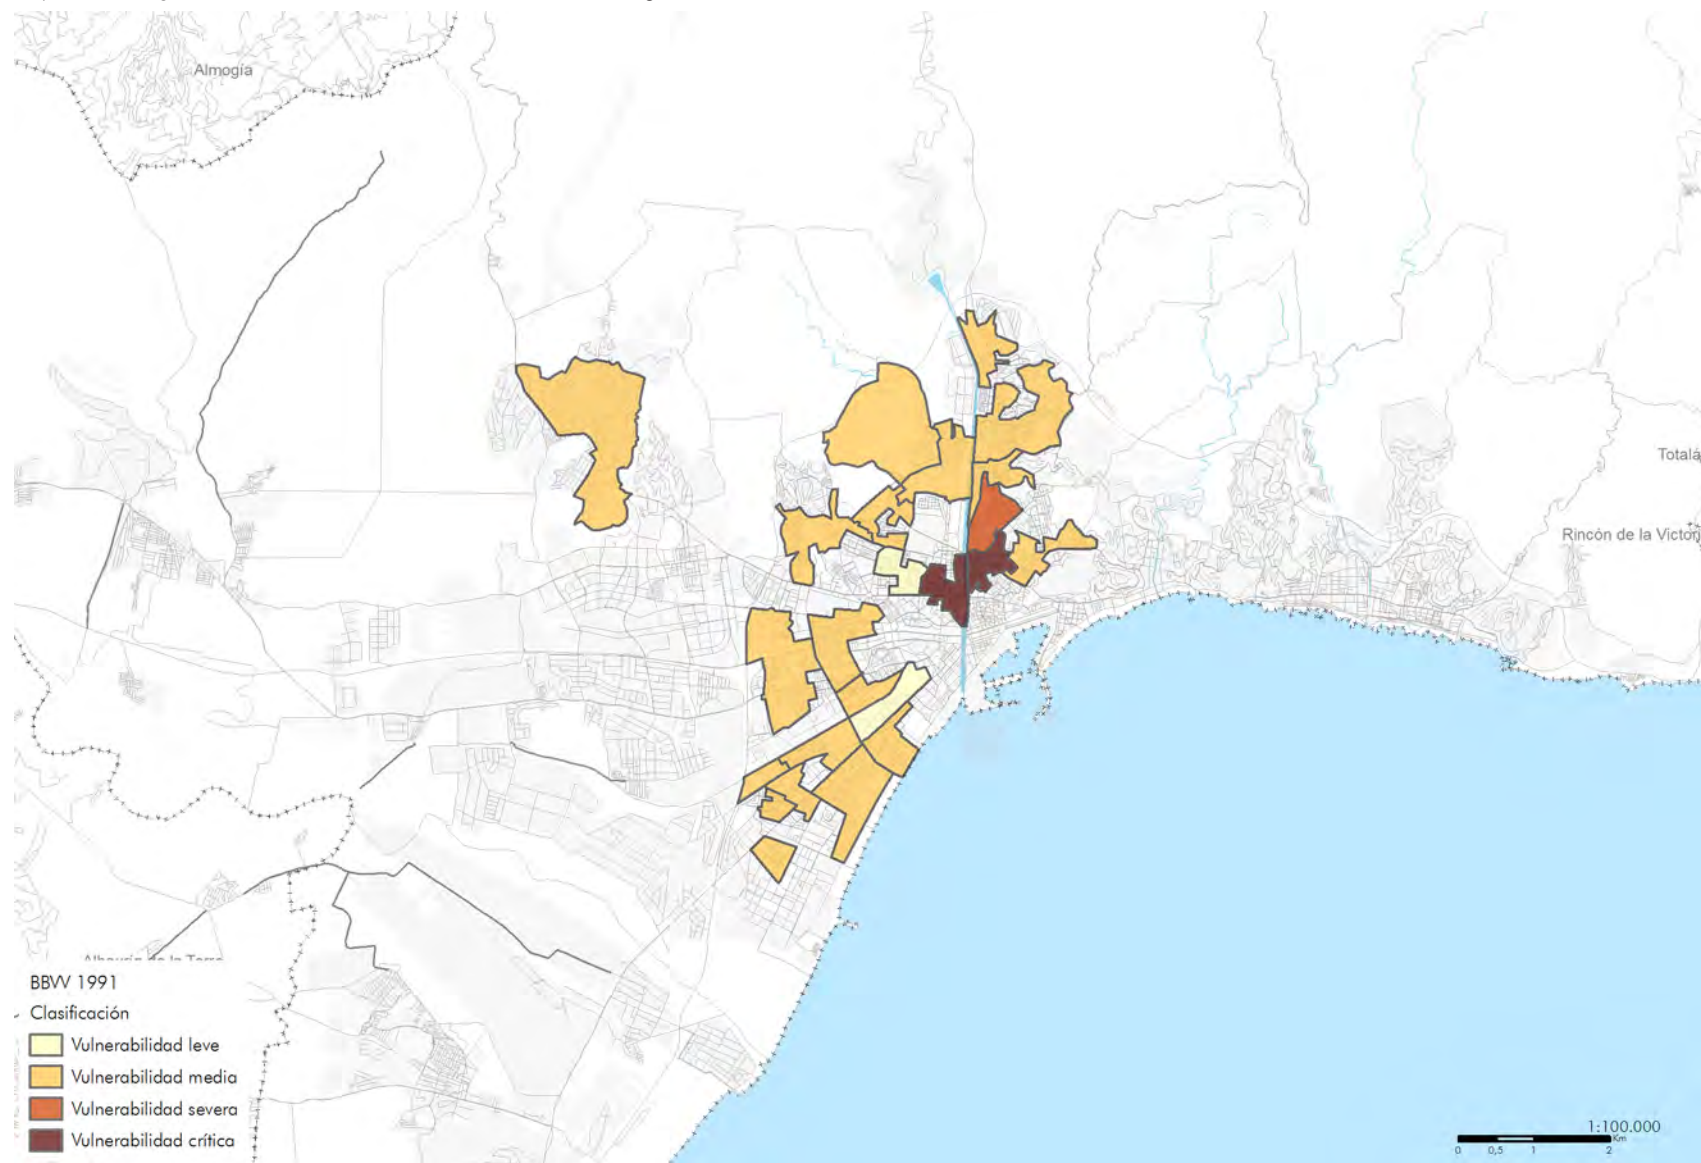 Almogía
Totalá
Rincón de la Victori
BBVV 1991
Clasificación
Vulnerabilidad leve
Vulnerabilidad media
Vulnerabilidad severa
Vulnerabilidad crítica
1:100.000
Km
0 0,5 1 2